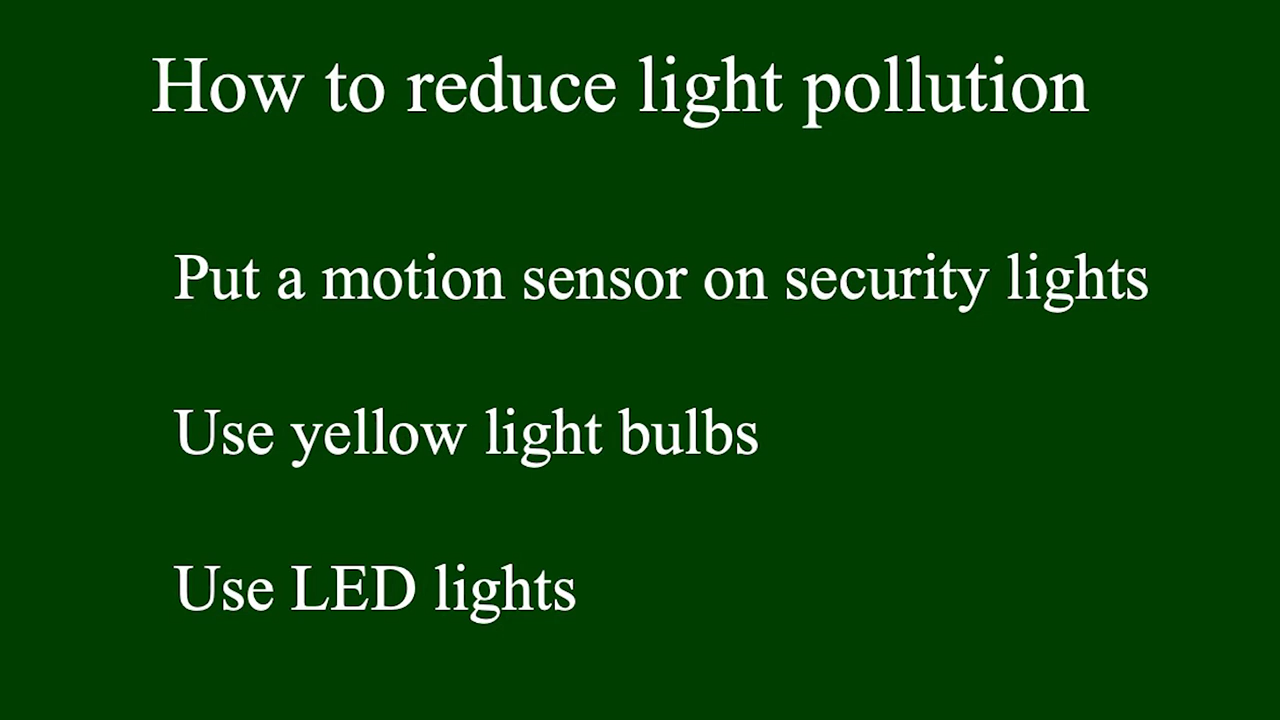 How to reduce light pollution
Put a motion sensor on security lights
Use yellow light bulbs
Use LED lights